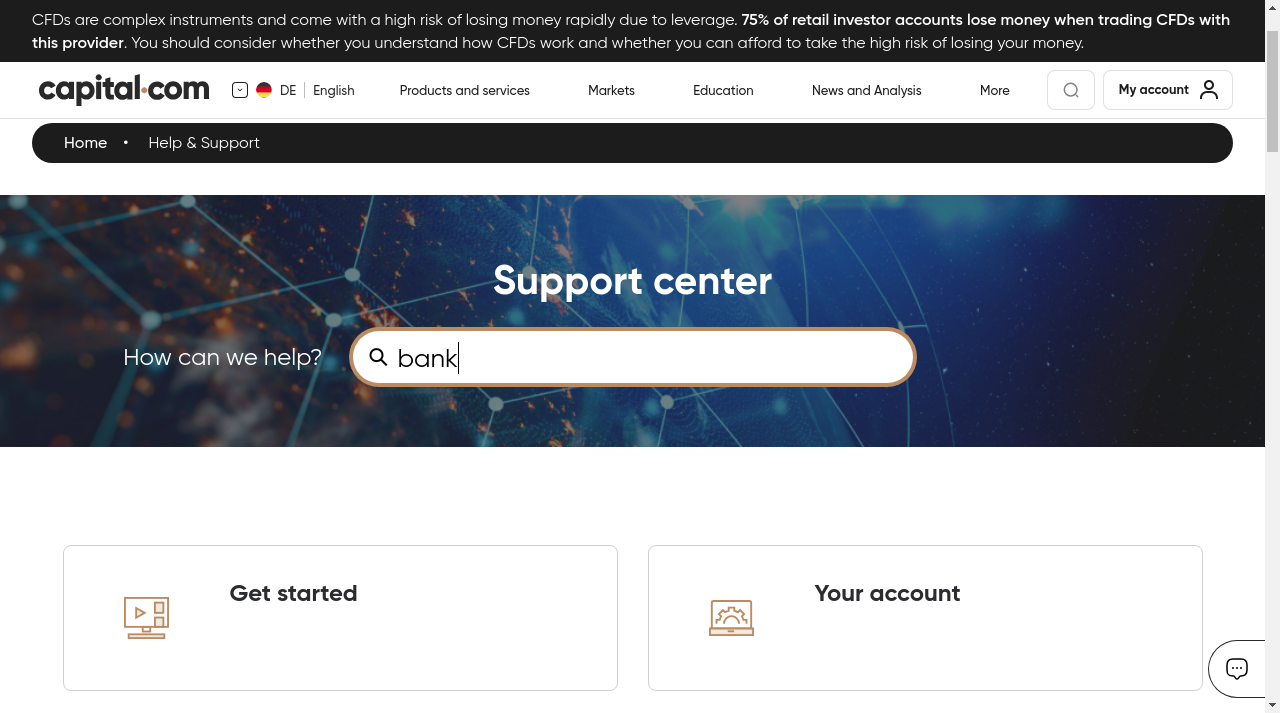 CFDs are complex instruments and come with a high risk of losing money rapidly due to leverage. 75% of retail investor accounts lose money when trading CFDs with
this provider. You should consider whether you understand how CFDs work and whether you can afford to take the high risk of losing your money.
capital.com
DE English
Products and services
Markets
Education
News and Analysis
More
My account
Home • Help & Support
Support center
How can we help?
bank
Get started
Your account